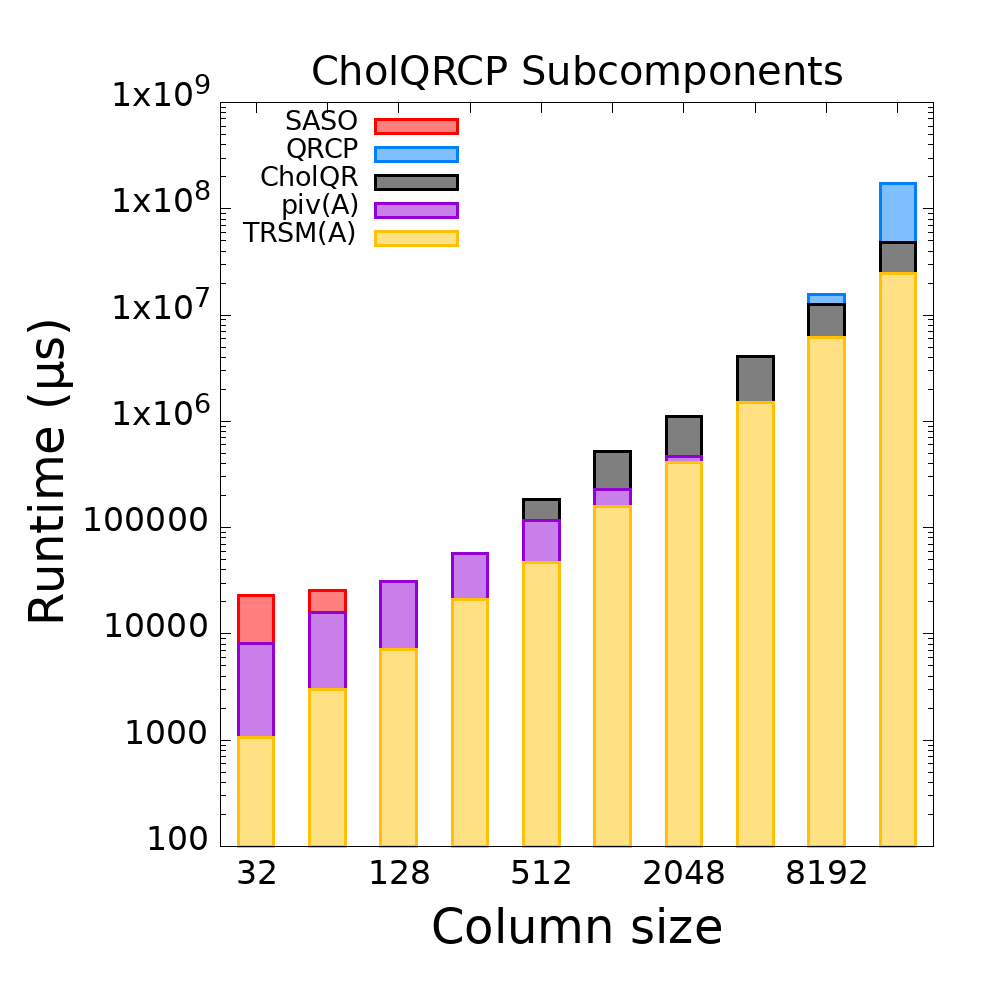 CholQRCP Subcomponents
1x10⁹
1x10⁸
1x10⁷
1x10⁶
100000
10000
1000
100
Runtime (μs)
SASO
QRCP
CholQR
piv(A)
TRSM(A)
32 128 512 2048 8192
Column size